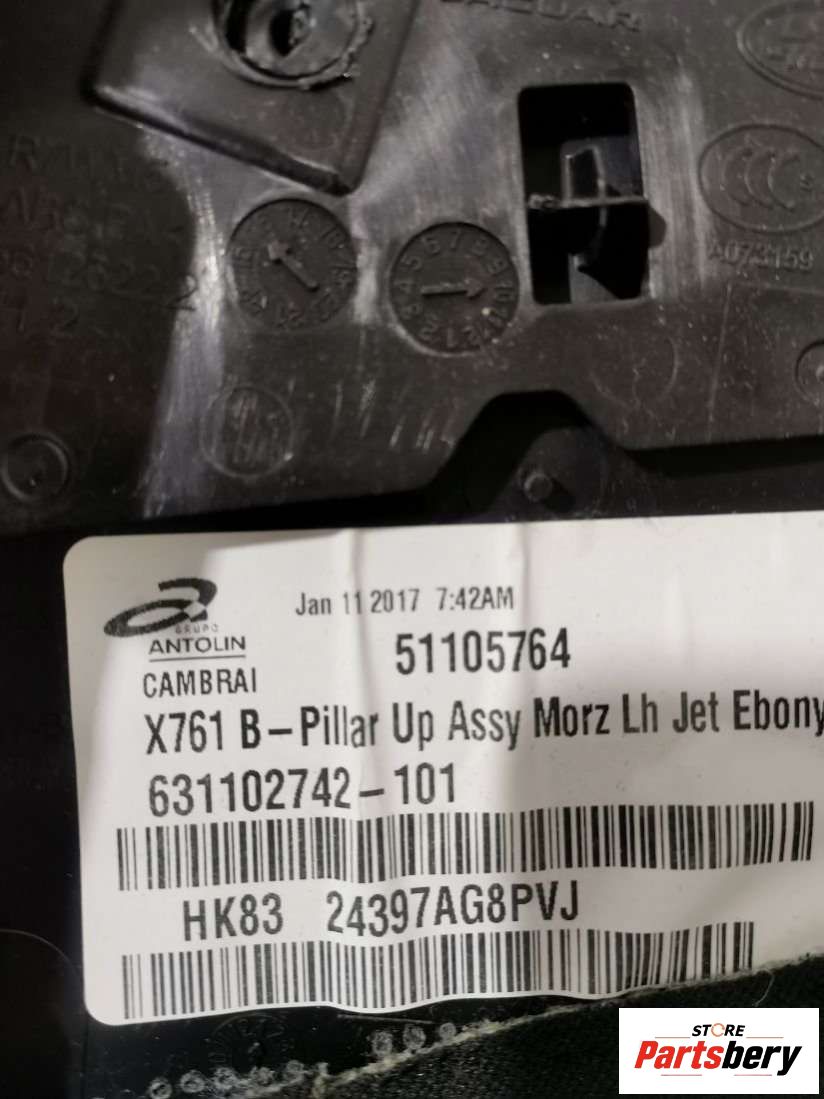 JAGUAR
A073159
Jan 11 2017 7:42AM
GRUPO
ANTOLIN
51105764
CAMBRAI
X761 B-Pillar Up Assy Morz Lh Jet Ebony
631102742-101
HK83 24397AG8PVJ
STORE
Partsbery